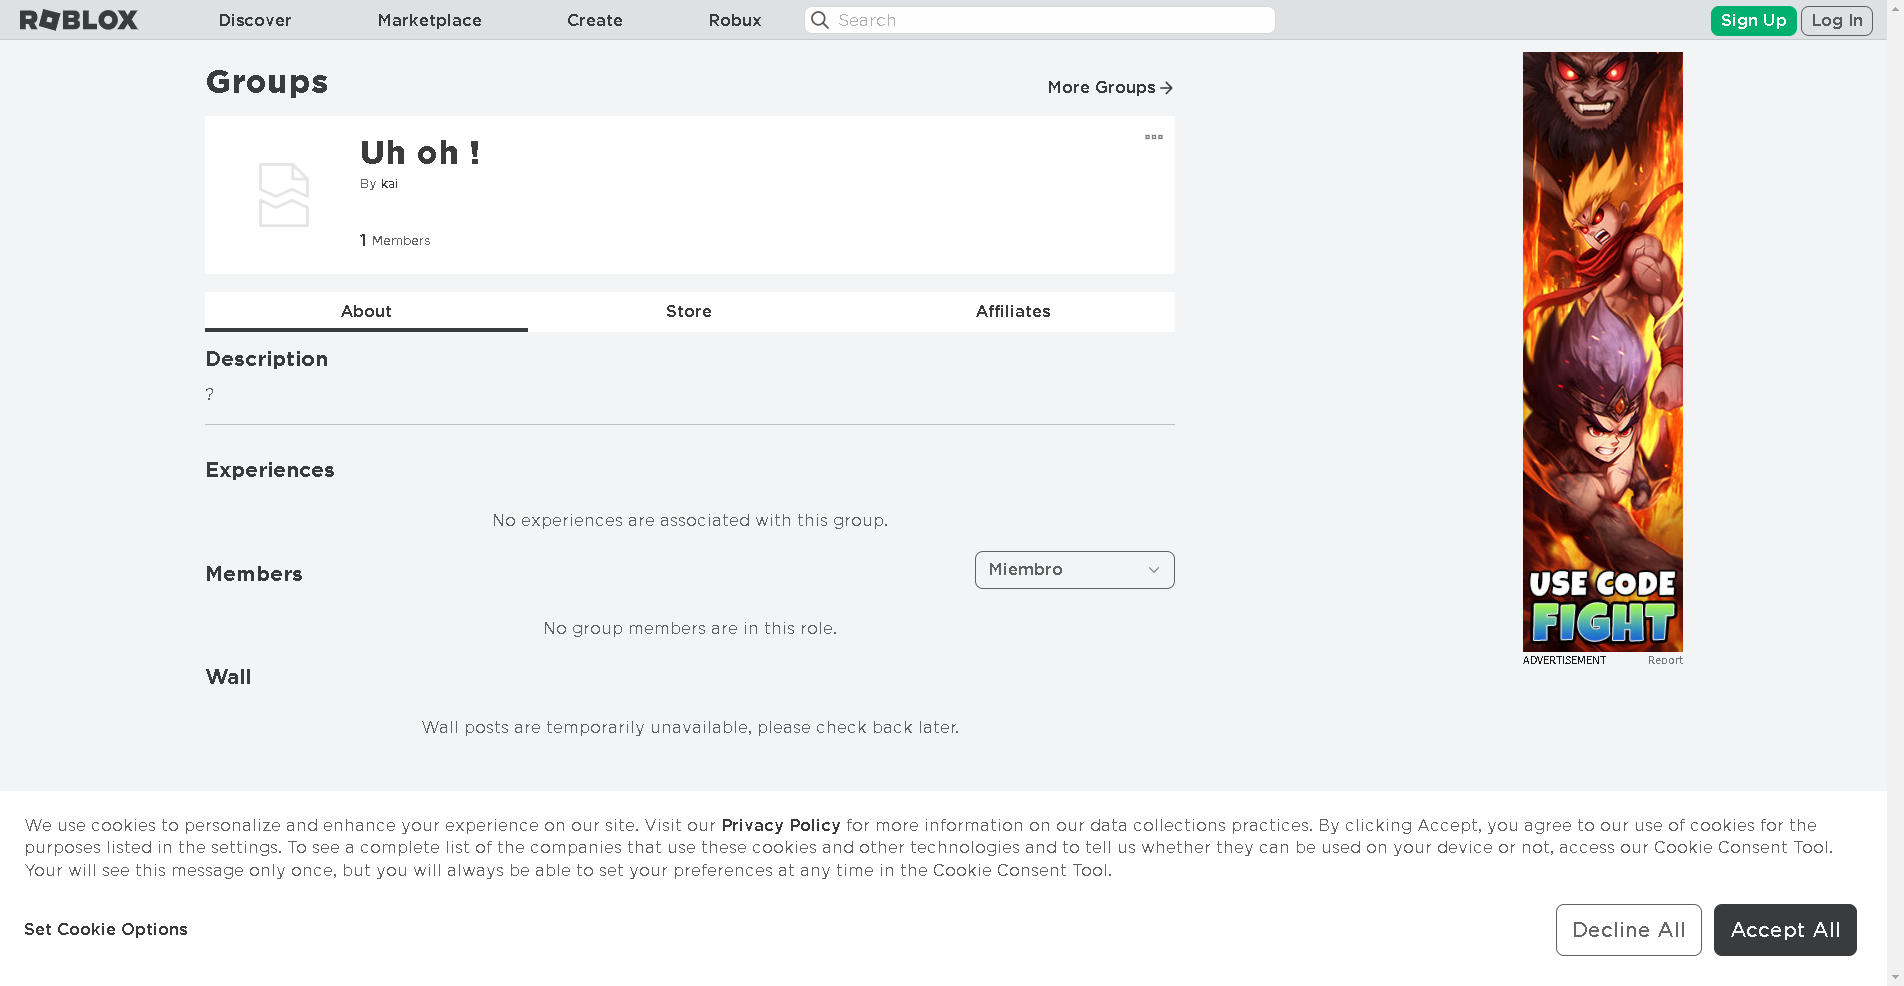 ROBLOX
Discover
Marketplace
Create
Robux
Search
Sign Up
Log In
Groups
More Groups
Uh oh !
By kai
1 Members
About
Store
Affiliates
Description
?
Experiences
No experiences are associated with this group.
Members
Miembro
No group members are in this role.
Wall
Wall posts are temporarily unavailable, please check back later.
USE CODE
FIGHT
ADVERTISEMENT
Report
We use cookies to personalize and enhance your experience on our site. Visit our Privacy Policy for more information on our data collections practices. By clicking Accept, you agree to our use of cookies for the
purposes listed in the settings. To see a complete list of the companies that use these cookies and other technologies and to tell us whether they can be used on your device or not, access our Cookie Consent Tool.
Your will see this message only once, but you will always be able to set your preferences at any time in the Cookie Consent Tool.
Set Cookie Options
Decline All
Accept All